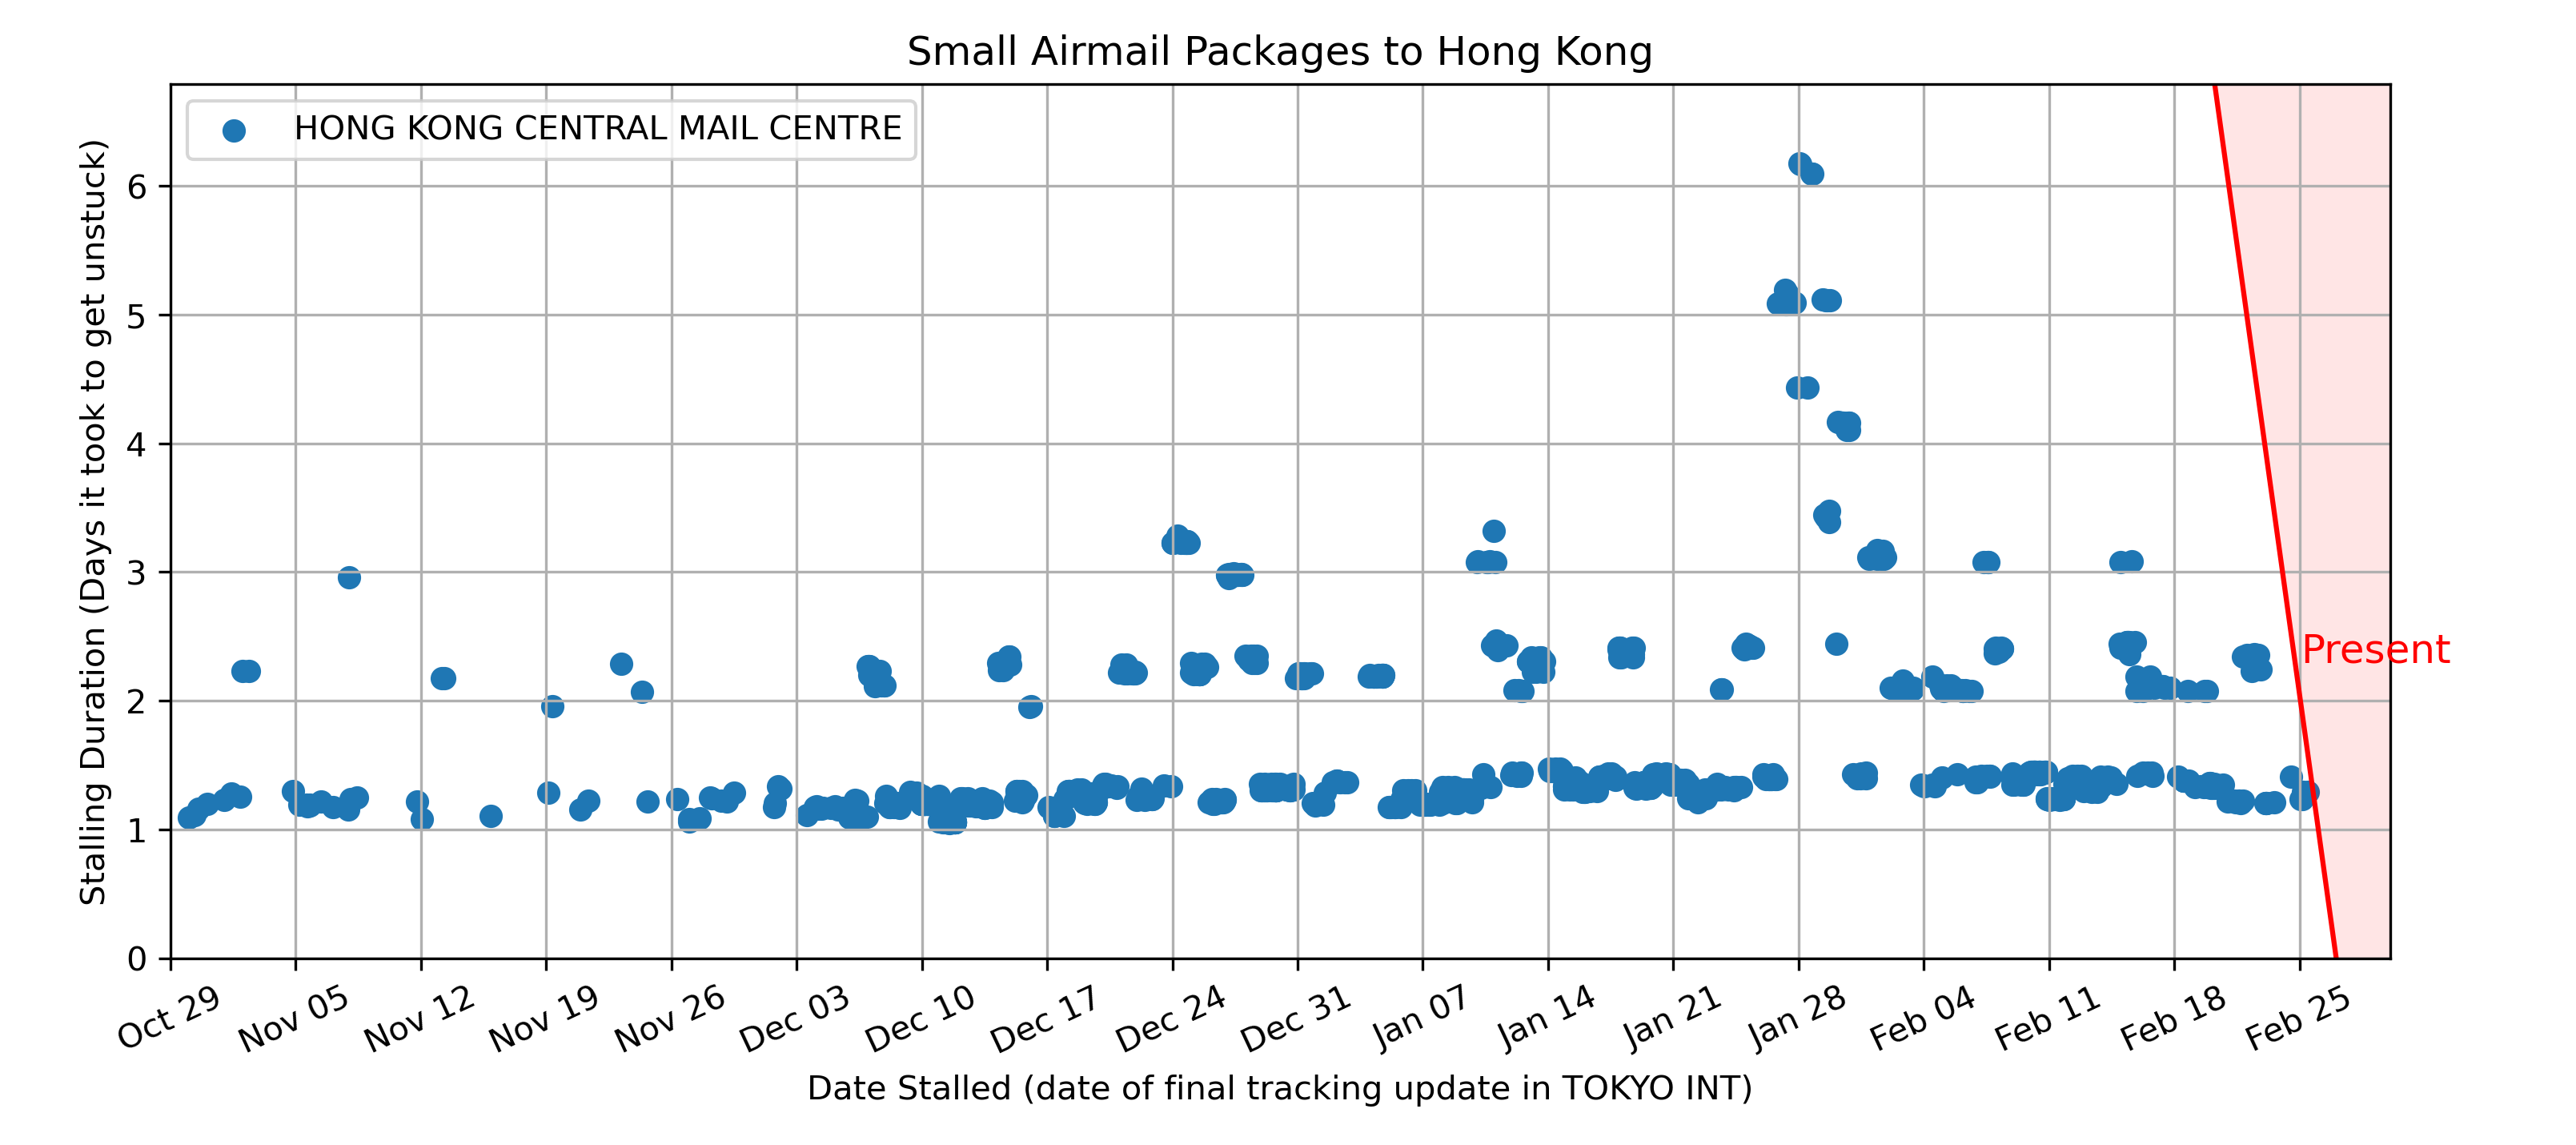 Small Airmail Packages to Hong Kong
HONG KONG CENTRAL MAIL CENTRE
Stalling Duration (Days it took to get unstuck)
6
5
4
3
2
1
0
Present
Oct 29
Nov 05
Nov 12
Nov 19
Nov 26
Dec 03
Dec 10
Dec 17
Dec 24
Dec 31
Jan 07
Jan 14
Jan 21
Jan 28
Feb 04
Feb 11
Feb 18
Feb 25
Date Stalled (date of final tracking update in TOKYO INT)